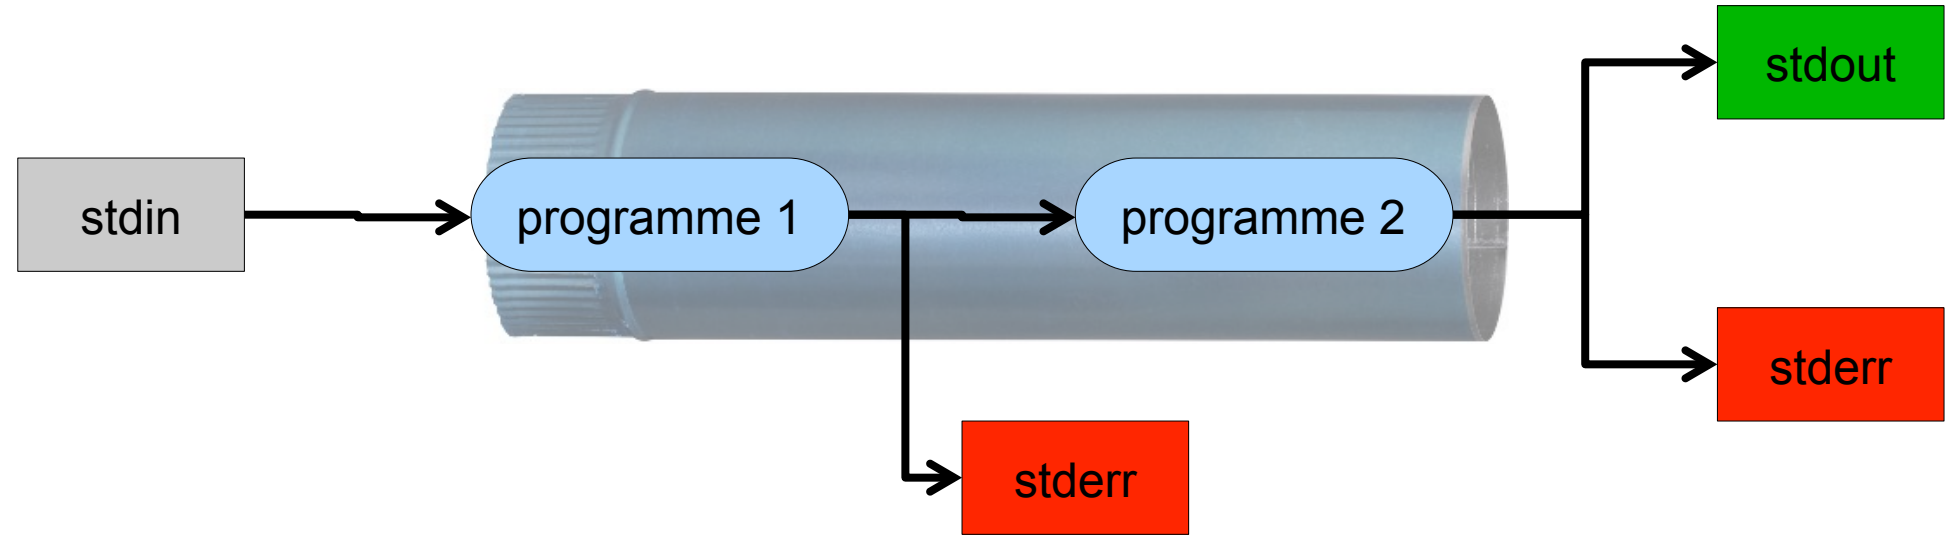 stdout
stdin
programme 1
programme 2
stderr
stderr